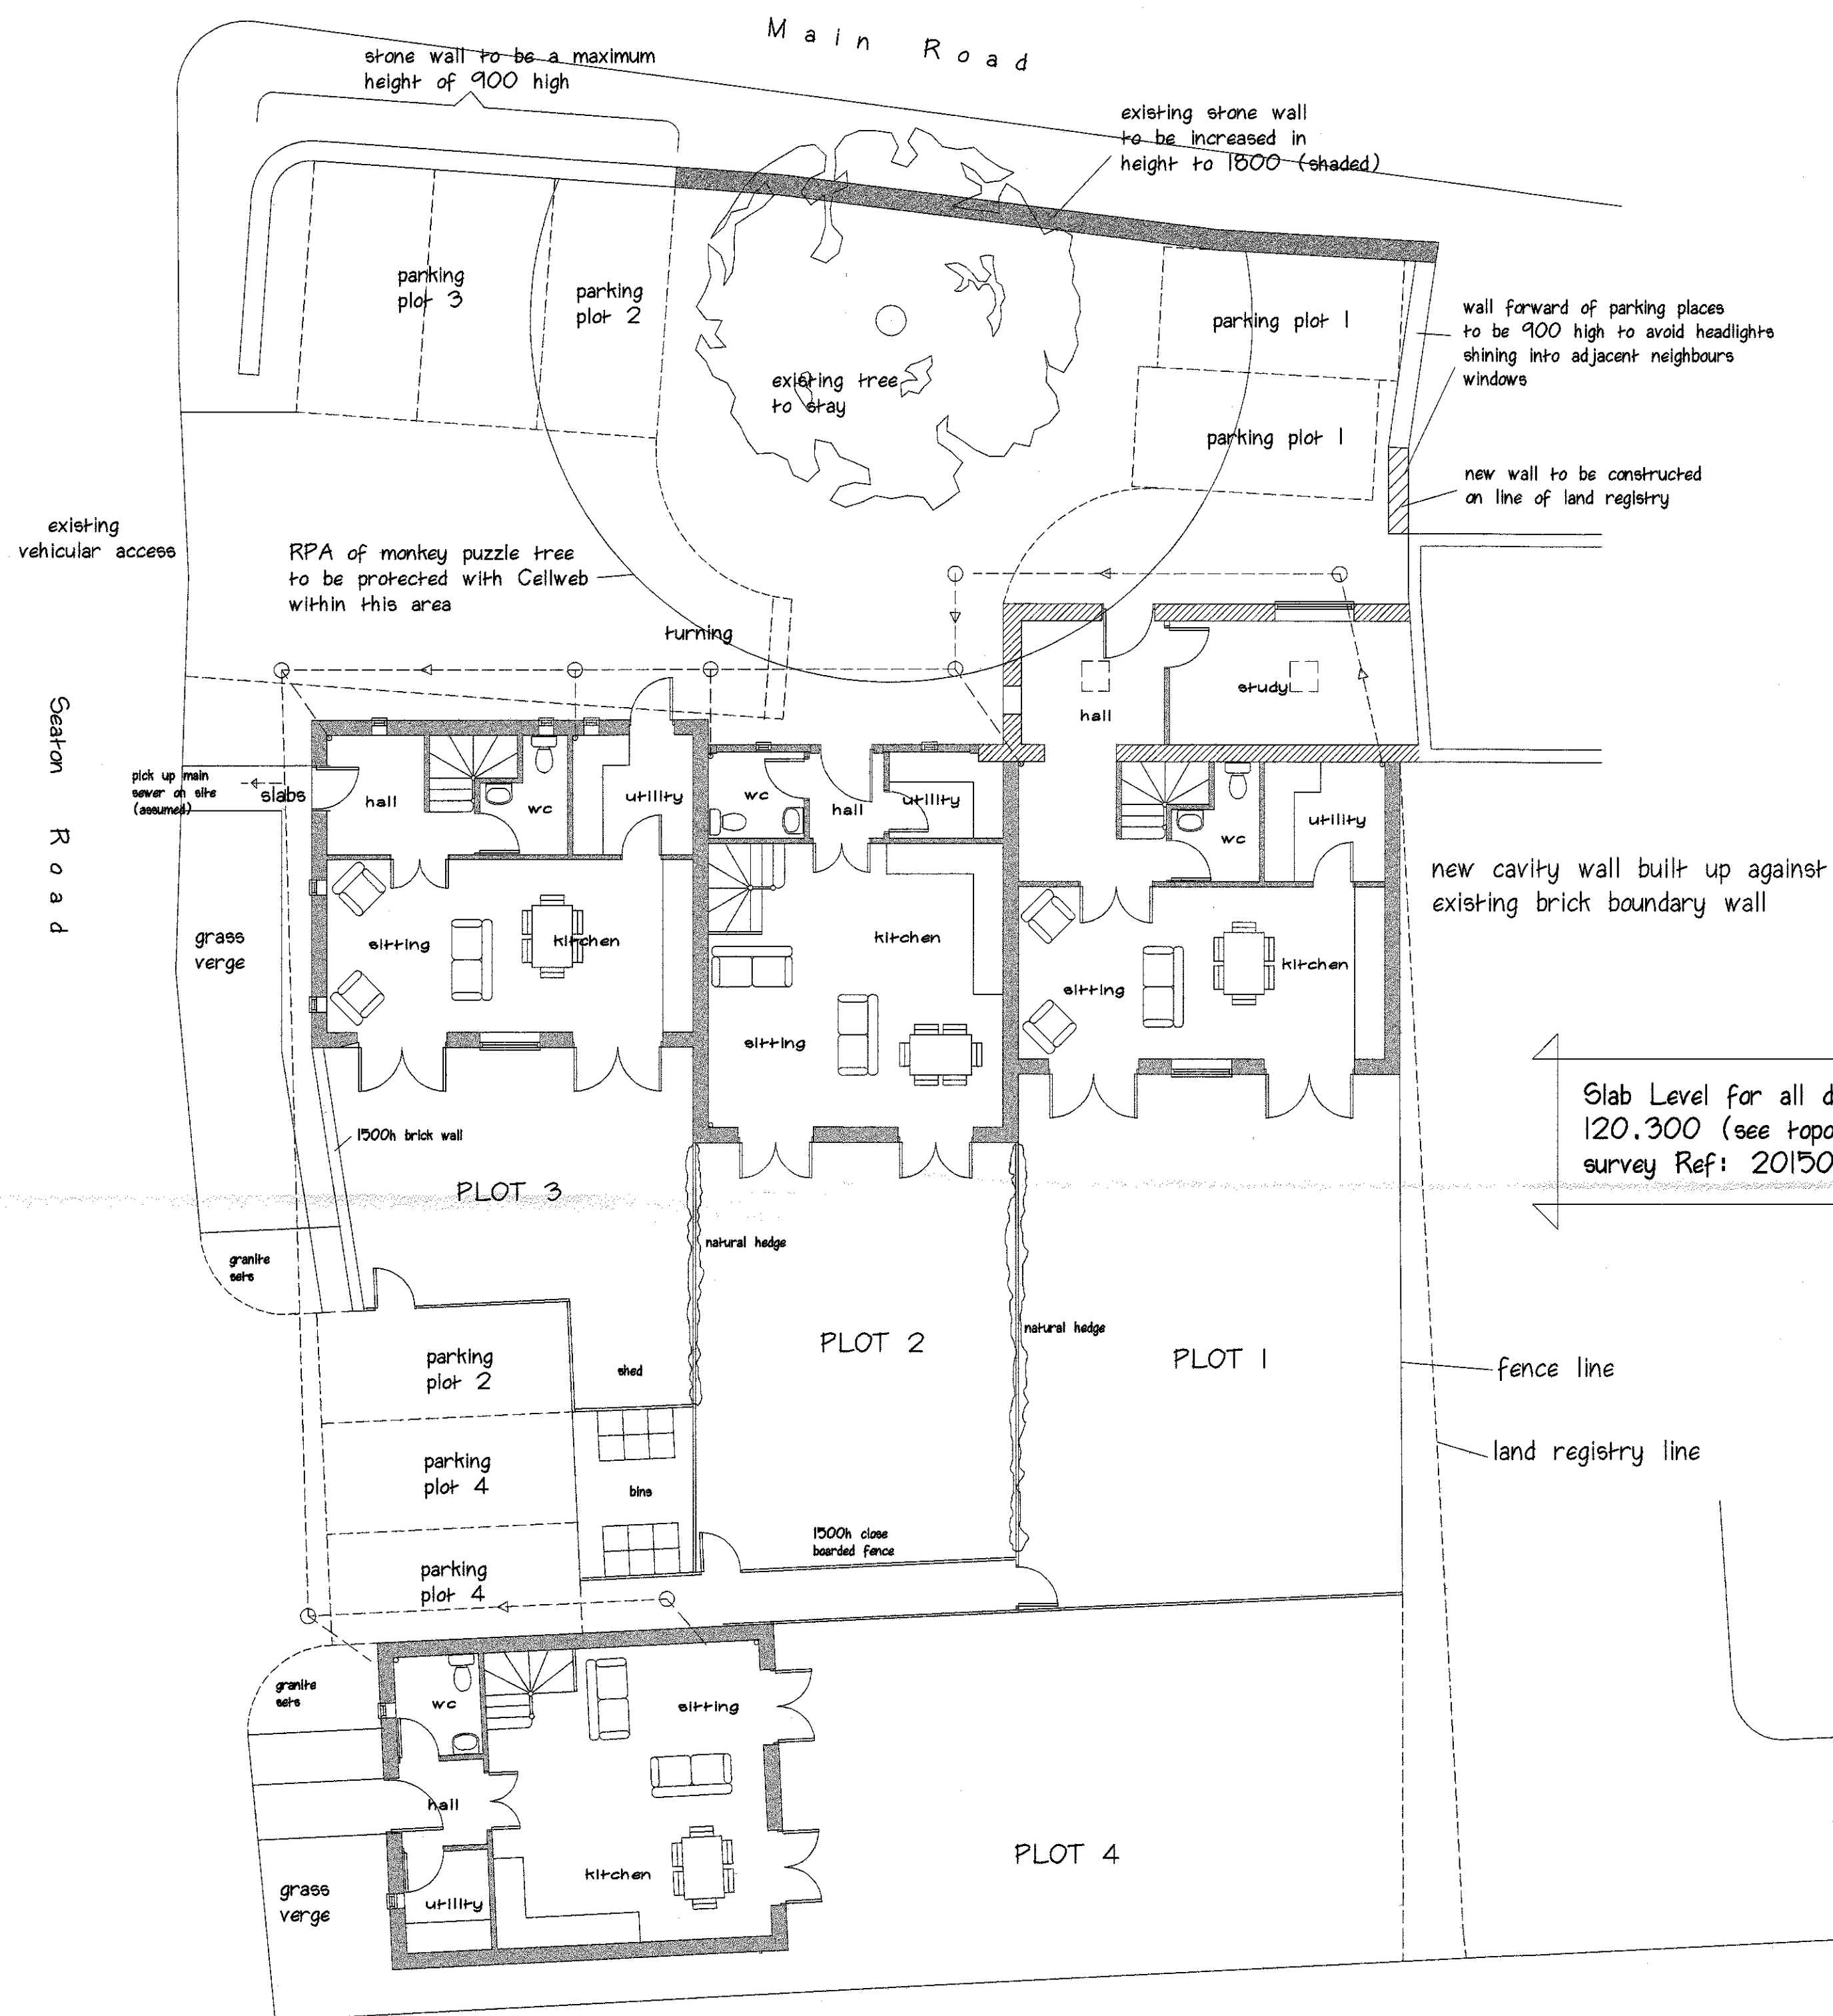 Main Road
stone wall to be a maximum
height of 900 high
existing stone wall
to be increased in
height to 1800 (shaded)
parking
plot 3
parking
plot 2
parking plot 1
wall forward of parking places
to be 900 high to avoid headlights
shining into adjacent neighbours
windows
existing tree
to stay
parking plot 1
new wall to be constructed
on line of land registry
existing
vehicular access
RPA of monkey puzzle tree
to be protected with Cellweb
within this area
turning
Seaton Road
hall
study
pick up main
sewer on site
(assumed)
slabs
hall
wc
utility
wc
hall
utility
wc
utility
new cavity wall built up against
existing brick boundary wall
grass
verge
sitting
kitchen
kitchen
sitting
sitting
kitchen
Slab Level for all d
120.300 (see topo
survey Ref: 20150
1500h brick wall
PLOT 3
natural hedge
granite
sets
PLOT 2
natural hedge
PLOT 1
fence line
parking
plot 2
shed
land registry line
parking
plot 4
bins
1500h close
boarded fence
parking
plot 4
granite
sets
wc
sitting
hall
PLOT 4
kitchen
utility
grass
verge